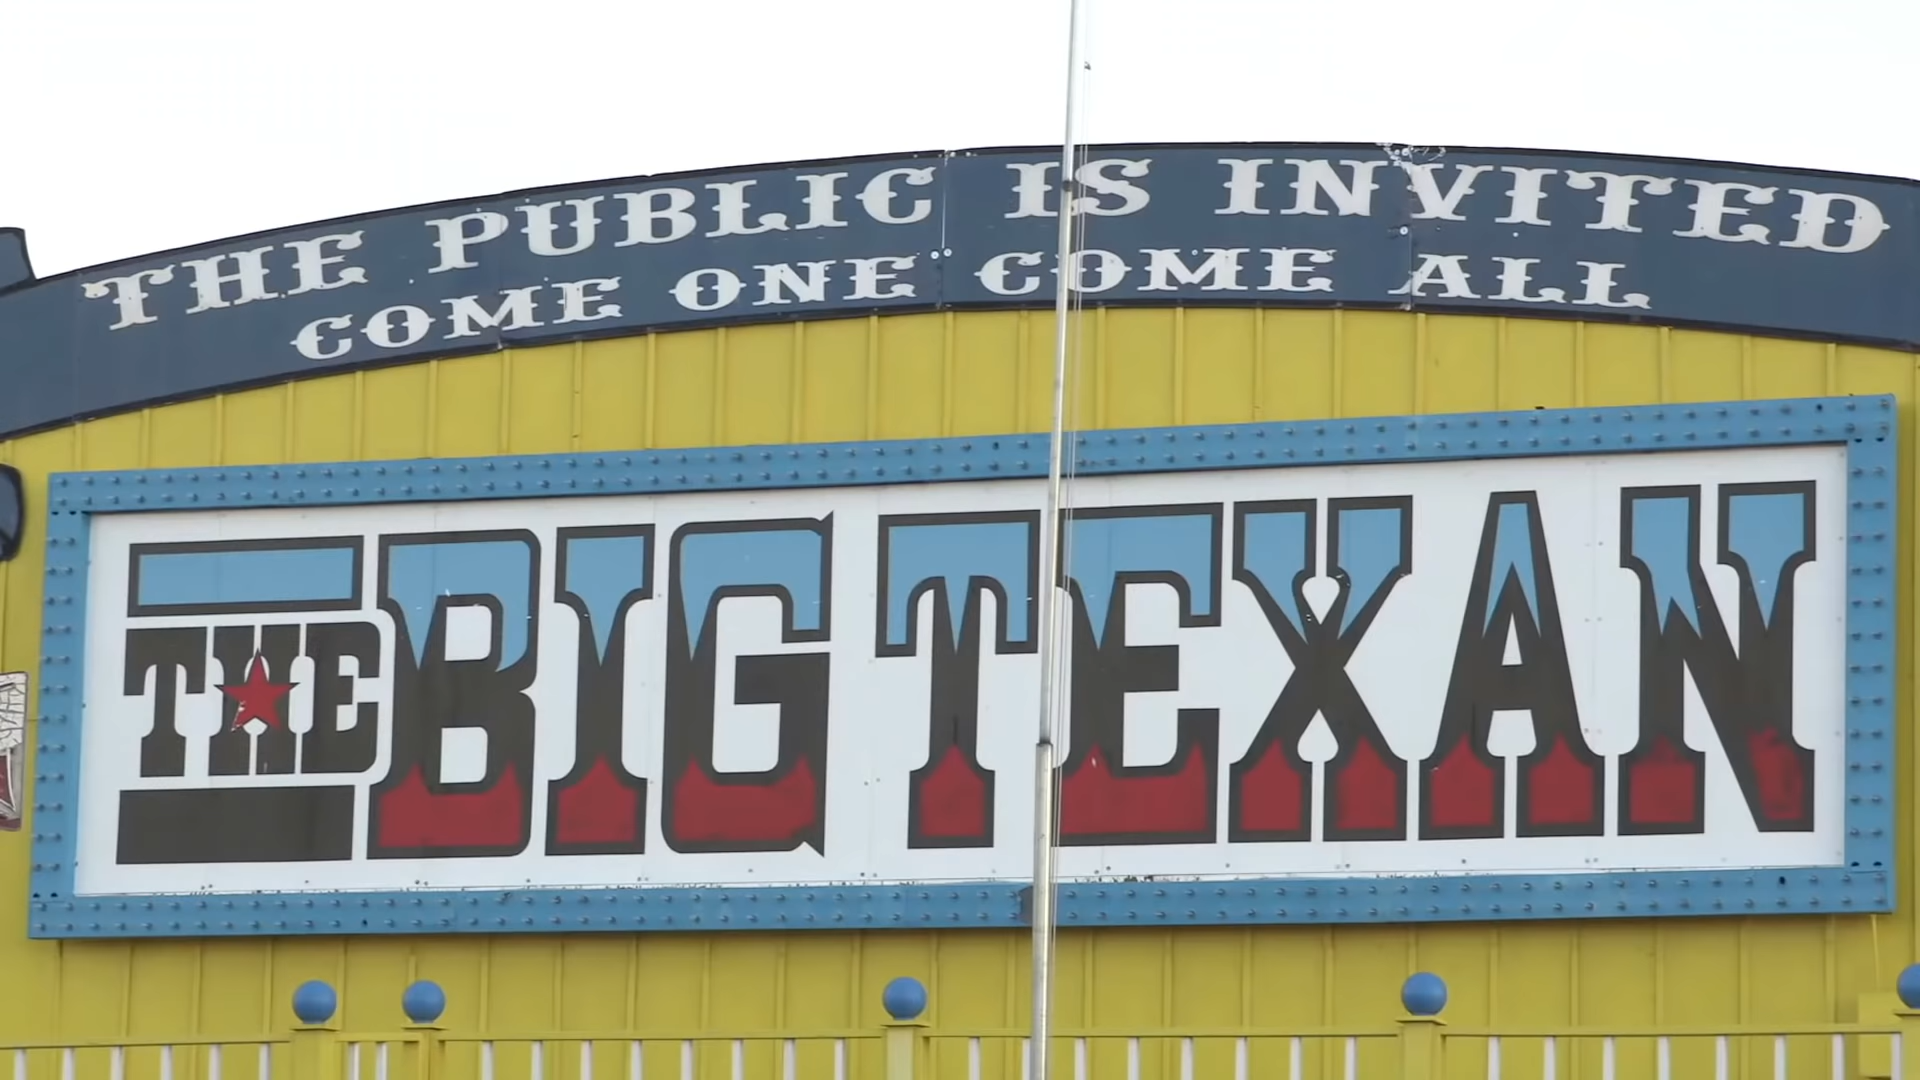 THE PUBLIC IS INVITED
COME ONE COME ALL
THE BIG TEXAN